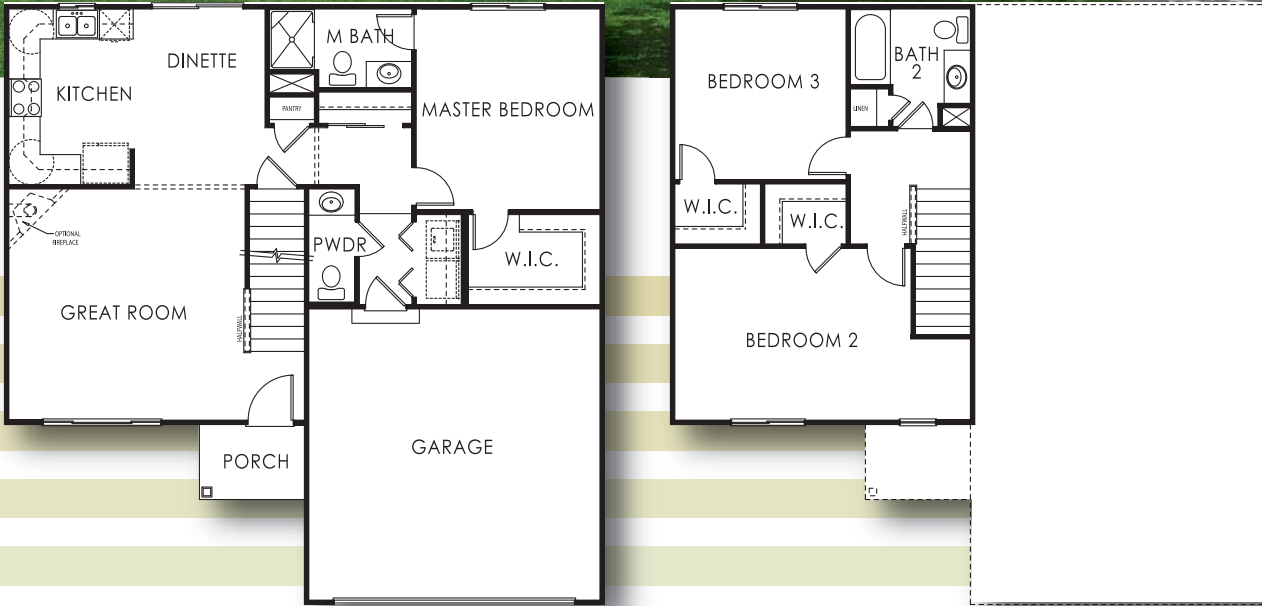 M BATH
DINETTE
KITCHEN
PANTRY
MASTER BEDROOM
OPTIONAL
FIREPLACE
PWDR
W.I.C.
GREAT ROOM
HALFWALL
GARAGE
PORCH
BEDROOM 3
BATH
2
LINEN
W.I.C.
W.I.C.
HALFWALL
BEDROOM 2